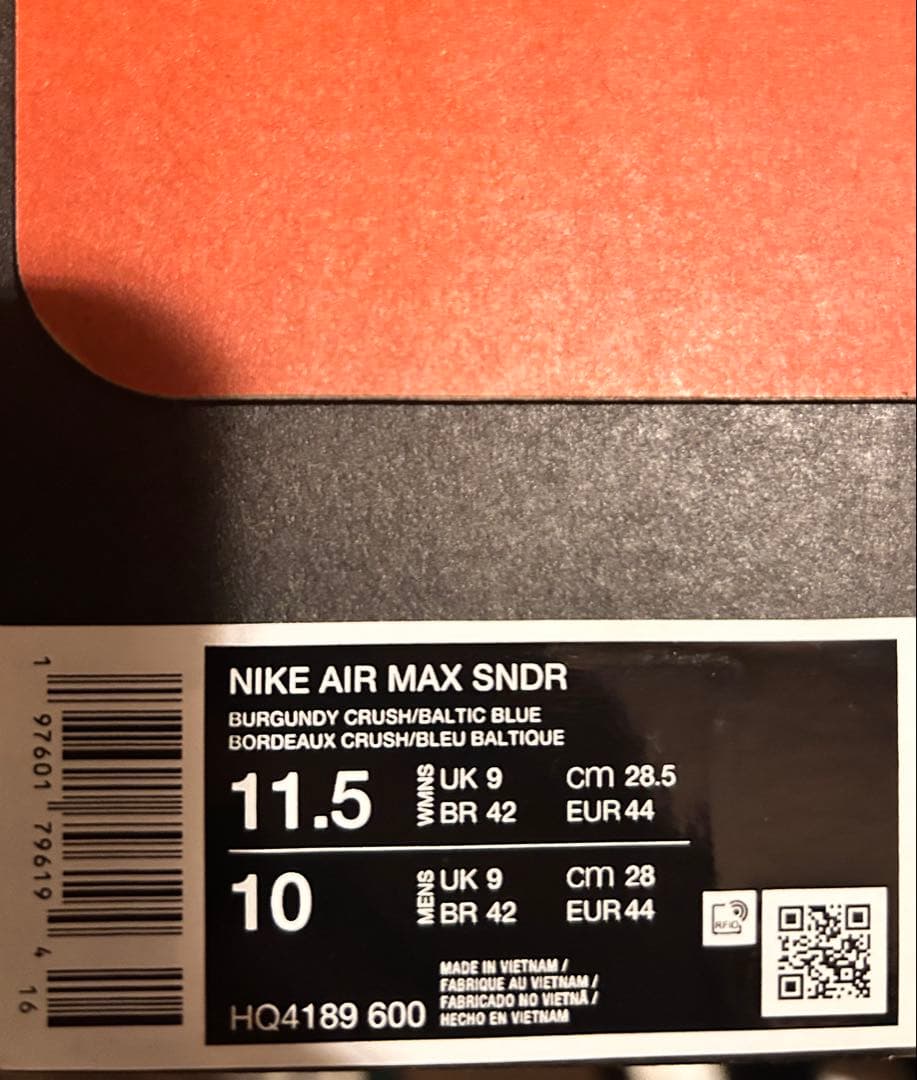 NIKE AIR MAX SNDR
BURGUNDY CRUSH/BALTIC BLUE
BORDEAUX CRUSH/BLEU BALTIQUE
11.5 WMNS UK 9 cm 28.5
BR 42 EUR 44
10 MENS UK 9 cm 28
BR 42 EUR 44
MADE IN VIETNAM /
FABRIQUE AU VIETNAM /
FABRICADO NO VIETNÃ /
HECHO EN VIETNAM
HQ4189 600
RFID
1 97601 79619 4 16